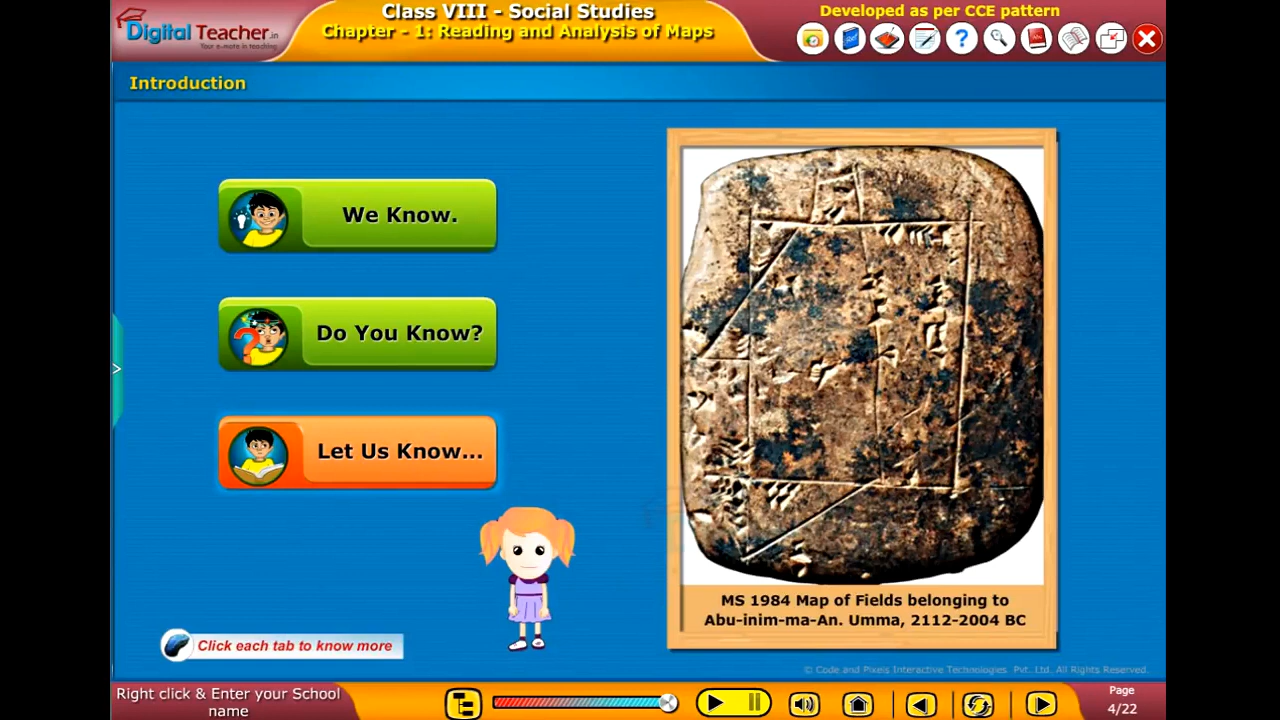 Digital Teacher.in
Your e-mate in teaching
Class VIII - Social Studies
Chapter - 1: Reading and Analysis of Maps
Developed as per CCE pattern
Introduction
We Know.
Do You Know?
Let Us Know...
MS 1984 Map of Fields belonging to
Abu-inim-ma-An. Umma, 2112-2004 BC
Click each tab to know more
© Code and Pixels Interactive Technologies. Pvt. Ltd. All Rights Reserved.
Right click & Enter your School
name
Page
4/22